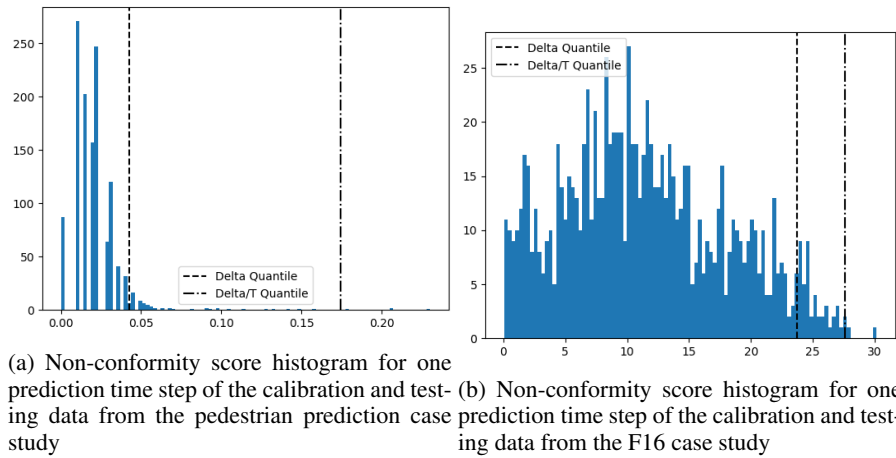 250
200
150
100
50
0
Delta Quantile
Delta/T Quantile
0.00 0.05 0.10 0.15 0.20
(a) Non-conformity score histogram for one
prediction time step of the calibration and test-
ing data from the pedestrian prediction case
study
Delta Quantile
Delta/T Quantile
25
20
15
10
5
0
0 5 10 15 20 25 30
(b) Non-conformity score histogram for one
prediction time step of the calibration and test-
ing data from the F16 case study